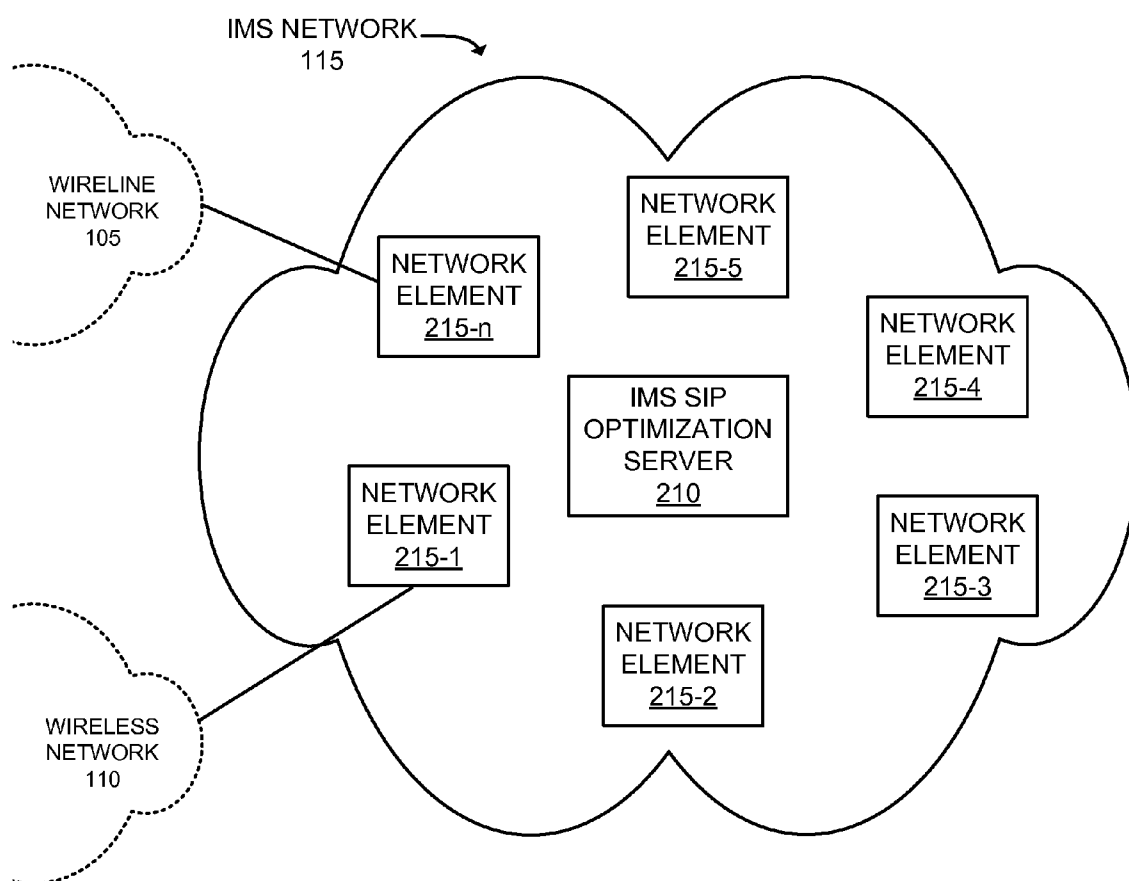 IMS NETWORK
115
WIRELINE
NETWORK
105
NETWORK
ELEMENT
215-5
NETWORK
ELEMENT
215-n
NETWORK
ELEMENT
215-4
IMS SIP
OPTIMIZATION
SERVER
210
NETWORK
ELEMENT
215-1
NETWORK
ELEMENT
215-3
NETWORK
ELEMENT
215-2
WIRELESS
NETWORK
110